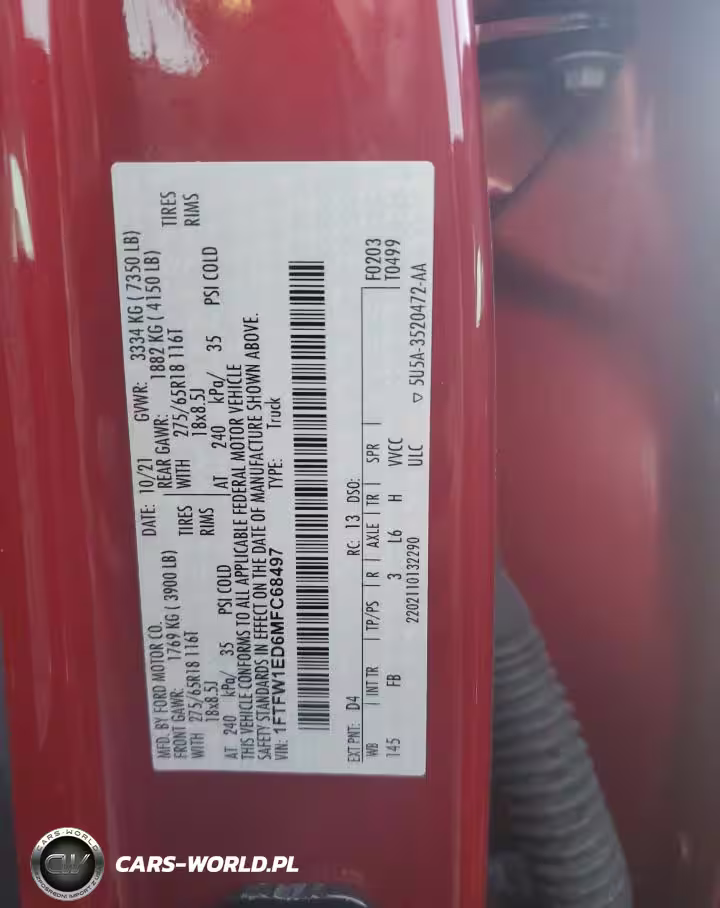 MFD. BY FORD MOTOR CO.
DATE: 10/21 GVWR: 3334 KG ( 7350 LB)
FRONT GAWR: 1769 KG ( 3900 LB)
REAR GAWR: 1882 KG ( 4150 LB)
WITH 275/65R18 116T TIRES
WITH 275/65R18 116T TIRES
18x8.5J RIMS
18x8.5J RIMS
AT 240 kPa/ 35 PSI COLD
AT 240 kPa/ 35 PSI COLD
THIS VEHICLE CONFORMS TO ALL APPLICABLE FEDERAL MOTOR VEHICLE
SAFETY STANDARDS IN EFFECT ON THE DATE OF MANUFACTURE SHOWN ABOVE.
VIN: 1FTFW1ED6MFC68497 TYPE: Truck
EXT PNT: D4 RC: 13 DSO: F0203
WB INT TR TP/PS R AXLE TR SPR T0499
145 FB 3 L6 H VVCC
2202110132290 ULC ▽ 5U5A-3520472-AA
CARS-WORLD
CW
CARS-WORLD.PL